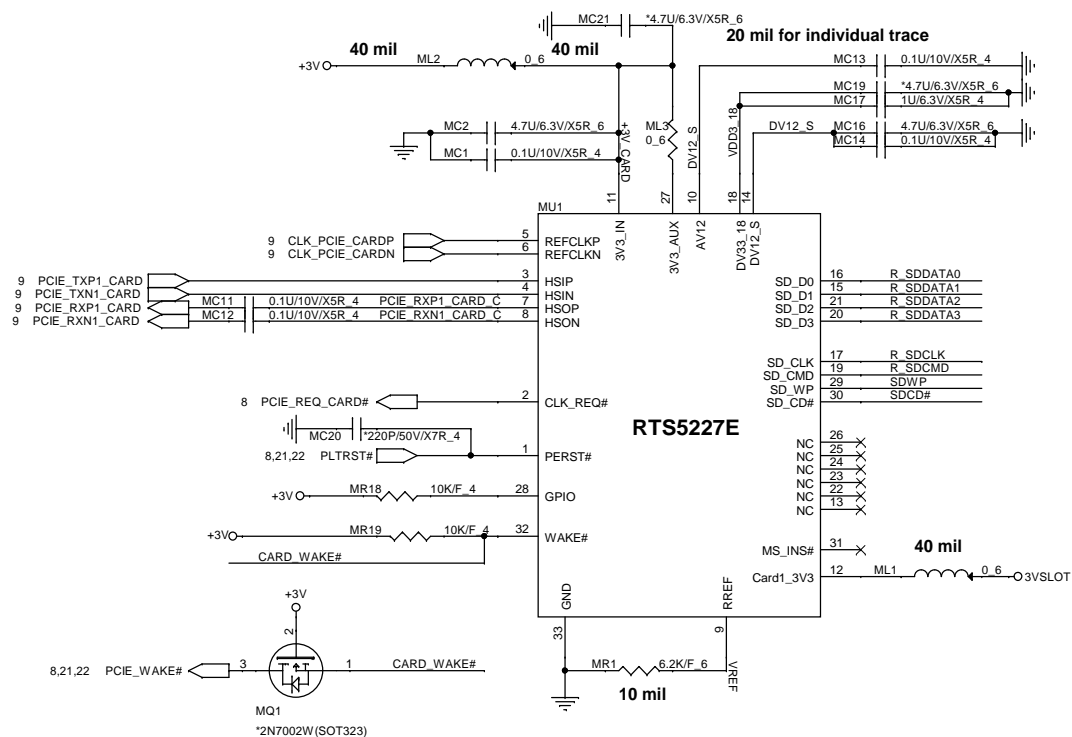 MC21 *4.7U/6.3V/X5R_6
40 mil 40 mil
20 mil for individual trace
+3V ML2 0_6
MC13 0.1U/10V/X5R_4
MC19 *4.7U/6.3V/X5R_6
MC17 1U/6.3V/X5R_4
MC2 4.7U/6.3V/X5R_6
MC1 0.1U/10V/X5R_4
+3V_CARD
ML3
0_6
DV12_S
VDD3_18
DV12_S
MC16 4.7U/6.3V/X5R_6
MC14 0.1U/10V/X5R_4
11 27 10 18 14
MU1
3V3_IN 3V3_AUX AV12 DV33_18 DV12_S
9 CLK_PCIE_CARDP 5 REFCLKP
9 CLK_PCIE_CARDN 6 REFCLKN
9 PCIE_TXP1_CARD 3 HSIP
9 PCIE_TXN1_CARD 4 HSIN
9 PCIE_RXP1_CARD MC11 0.1U/10V/X5R_4 PCIE_RXP1_CARD_C 7 HSOP
9 PCIE_RXN1_CARD MC12 0.1U/10V/X5R_4 PCIE_RXN1_CARD_C 8 HSON
SD_D0 16 R_SDDATA0
SD_D1 15 R_SDDATA1
SD_D2 21 R_SDDATA2
SD_D3 20 R_SDDATA3
SD_CLK 17 R_SDCLK
SD_CMD 19 R_SDCMD
SD_WP 29 SDWP
SD_CD# 30 SDCD#
8 PCIE_REQ_CARD# 2 CLK_REQ#
RTS5227E
MC20 *220P/50V/X7R_4
8,21,22 PLTRST# 1 PERST#
NC 26
NC 25
NC 24
NC 23
NC 22
NC 13
+3V MR18 10K/F_4 28 GPIO
+3V MR19 10K/F_4 32 WAKE#
CARD_WAKE#
MS_INS# 31
40 mil
Card1_3V3 12 ML1 0_6 3VSLOT
GND RREF
33 9
+3V
2
8,21,22 PCIE_WAKE# 3 1 CARD_WAKE#
MR1 6.2K/F_6 VREF
10 mil
MQ1
*2N7002W(SOT323)